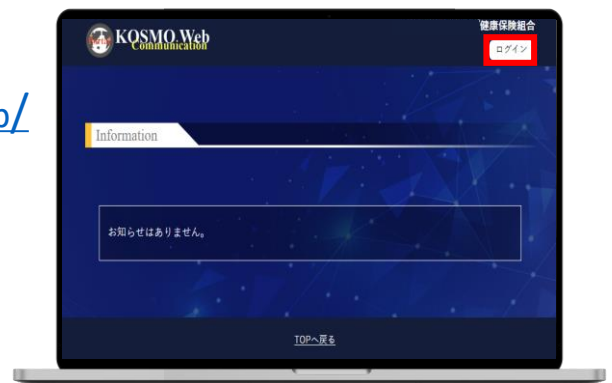 KOSMO Web
Communication
健康保険組合
ログイン
/
Information
お知らせはありません。
TOPへ戻る